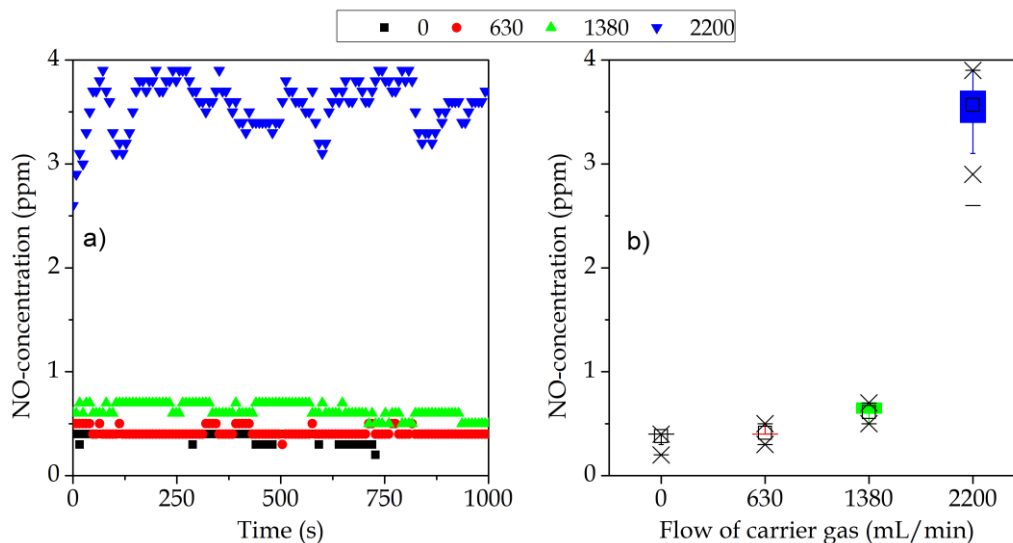 0 630 1380 2200
4
3
2
1
0
NO-concentration (ppm)
a)
0 250 500 750 1000
Time (s)
4
3
2
1
0
NO-concentration (ppm)
b)
0 630 1380 2200
Flow of carrier gas (mL/min)